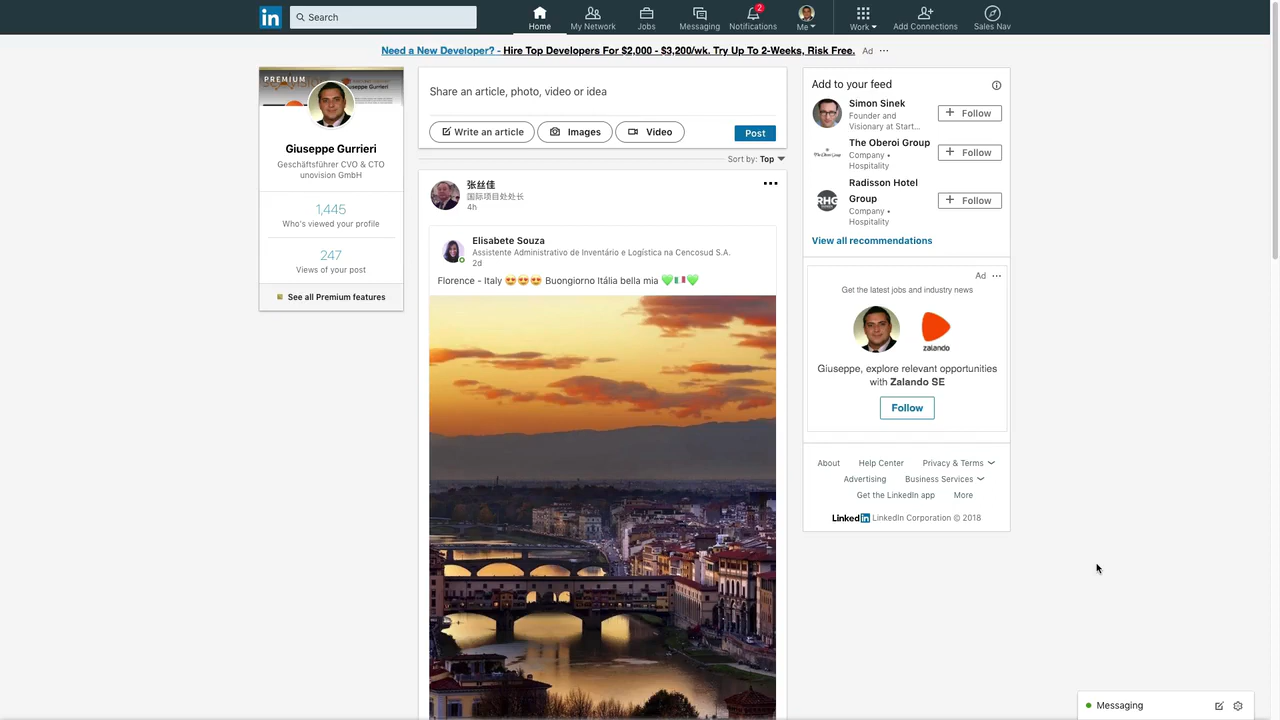 in
Search
Home
My Network
Jobs
Messaging
2
Notifications
Me
Work
Add Connections
Sales Nav
Need a New Developer? - Hire Top Developers For $2,000 - $3,200/wk. Try Up To 2-Weeks, Risk Free. Ad
PREMIUM
Giuseppe Gurrieri
Geschäftsführer CVO & CTO
unovision GmbH
1,445
Who's viewed your profile
247
Views of your post
See all Premium features
Share an article, photo, video or idea
Write an article
Images
Video
Post
Sort by: Top
张丝佳
国际项目处处长
4h
Elisabete Souza
Assistente Administrativo de Inventário e Logística na Cencosud S.A.
2d
Florence - Italy 😍😍😍 Buongiorno Itália bella mia 💚🇮🇹💚
Add to your feed
Simon Sinek
Founder and
Visionary at Start...
+ Follow
The Oberoi Group
Company •
Hospitality
+ Follow
RHG
Radisson Hotel
Group
Company •
Hospitality
+ Follow
View all recommendations
Ad
Get the latest jobs and industry news
zalando
Giuseppe, explore relevant opportunities
with Zalando SE
Follow
About
Help Center
Privacy & Terms
Advertising
Business Services
Get the LinkedIn app
More
LinkedIn LinkedIn Corporation © 2018
Messaging